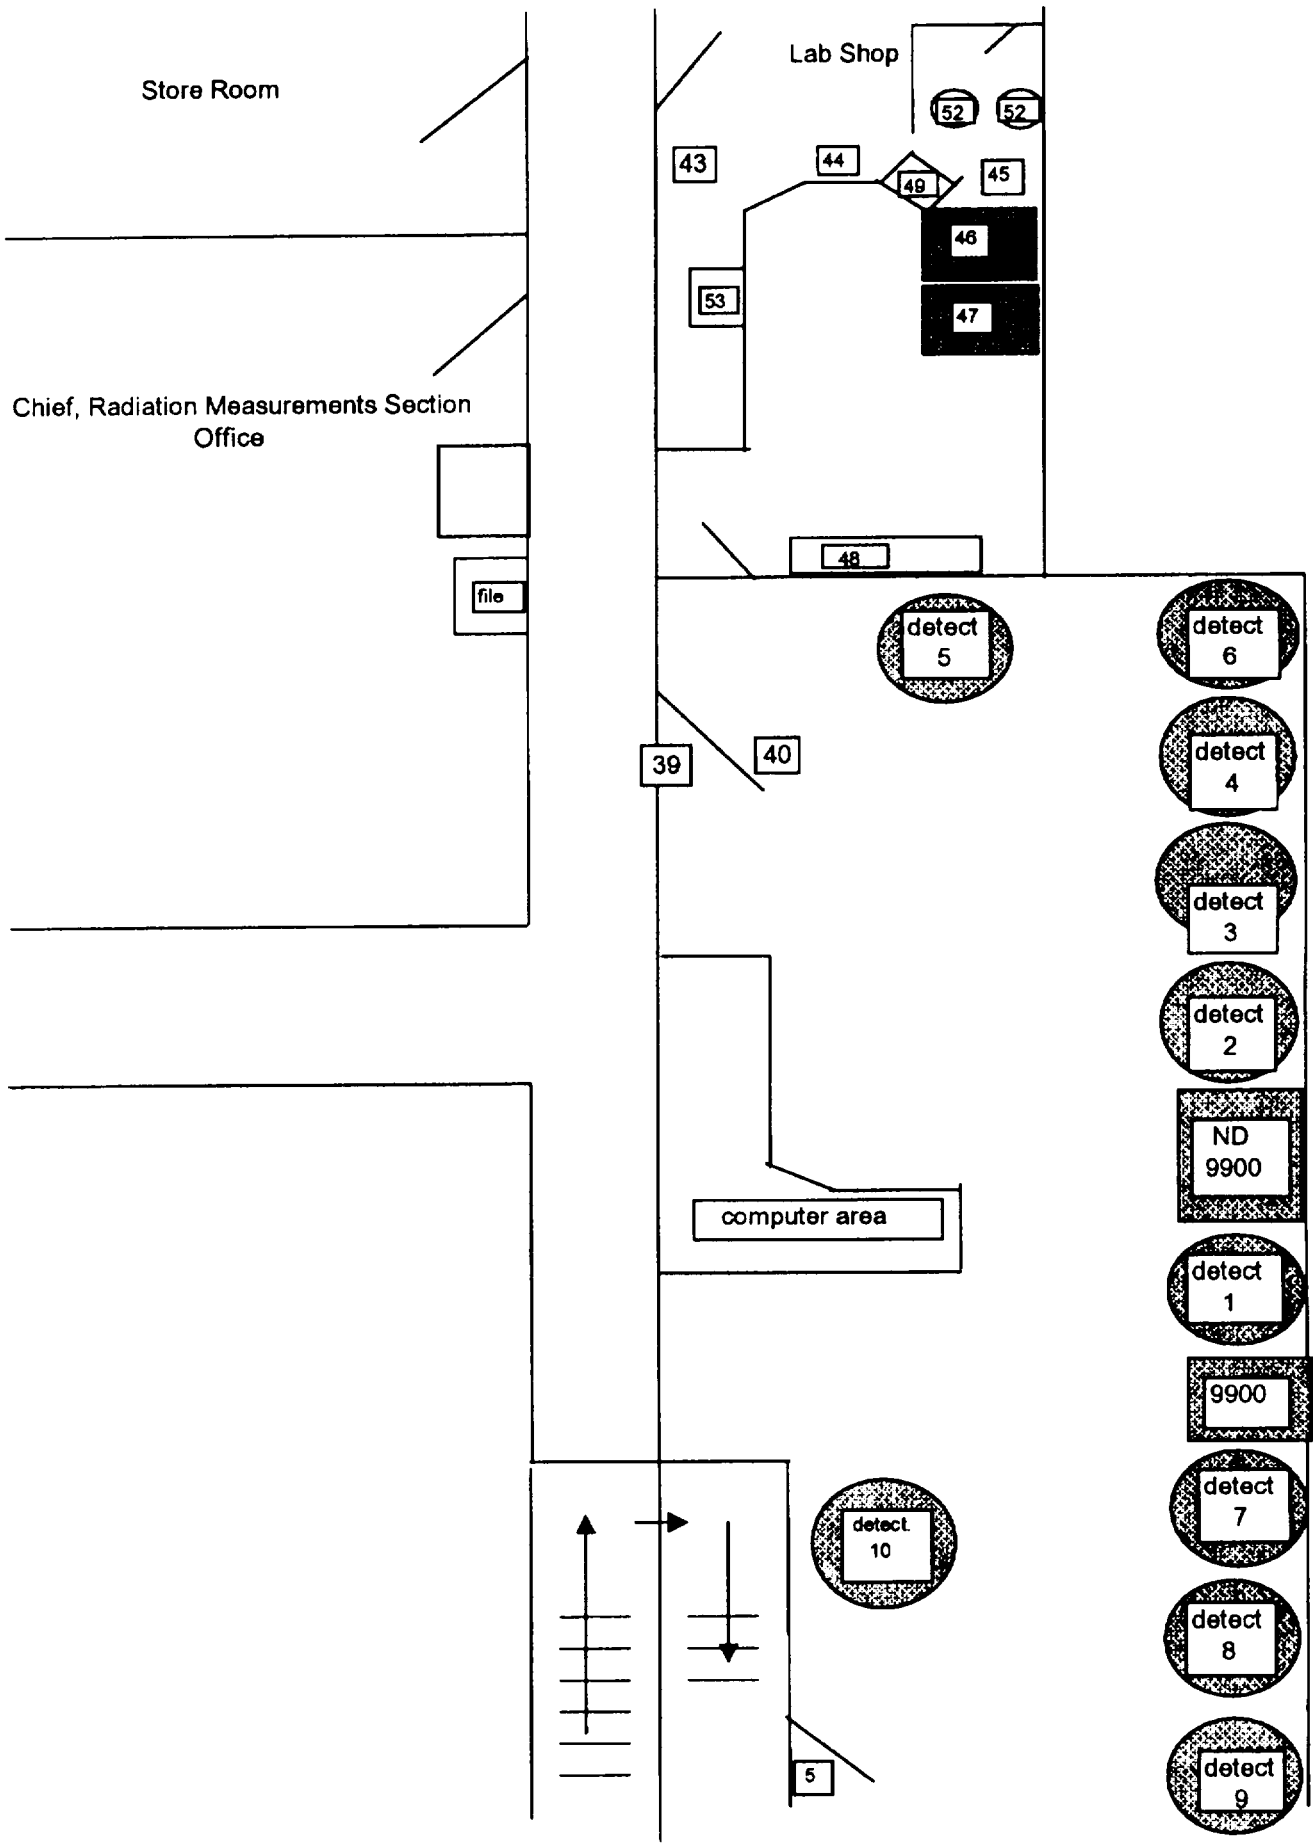 Lab Shop
Store Room
52
52
43
44
49
45
46
53
47
Chief, Radiation Measurements Section
Office
48
file
detect
5
detect
6
39
40
detect
4
detect
3
detect
2
ND
9900
computer area
detect
1
9900
detect
7
detect.
10
detect
8
5
detect
9